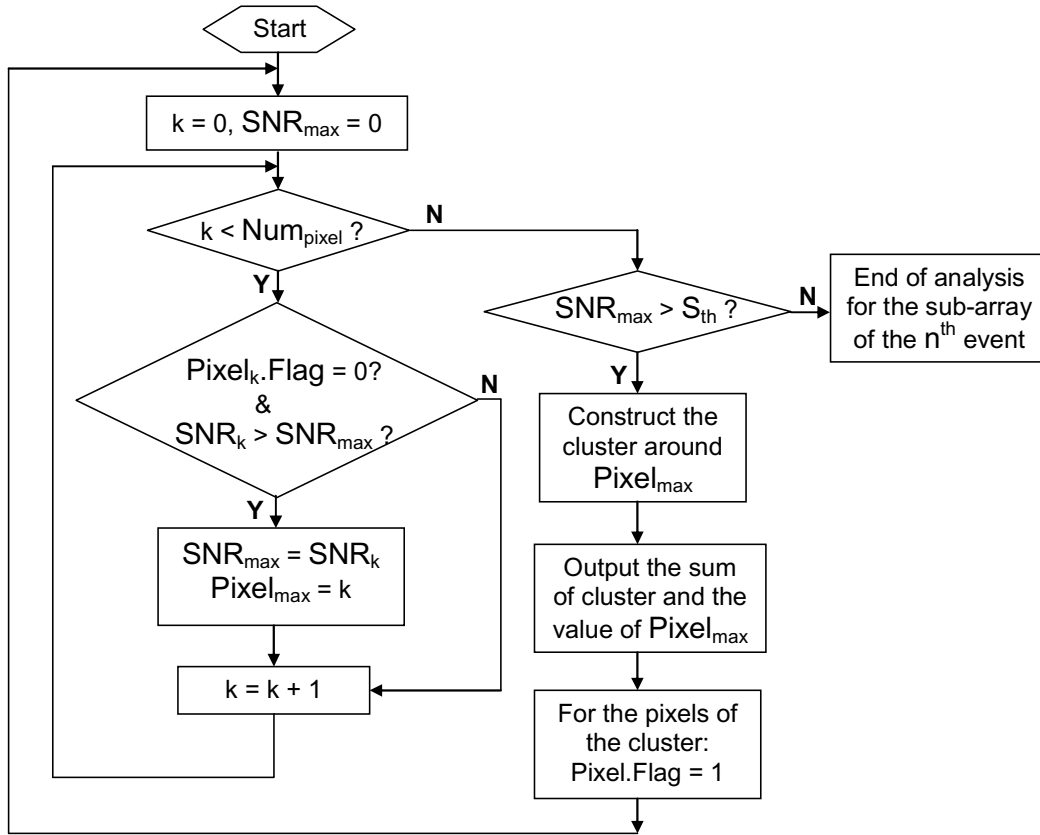 Start
k = 0, SNRmax = 0
k < Numpixel ?
N
Y
Pixelk.Flag = 0?
&
SNRk > SNRmax ?
N
Y
SNRmax = SNRk
Pixelmax = k
k = k + 1
SNRmax > Sth ?
N
Y
End of analysis
for the sub-array
of the nth event
Construct the
cluster around
Pixelmax
Output the sum
of cluster and the
value of Pixelmax
For the pixels of
the cluster:
Pixel.Flag = 1